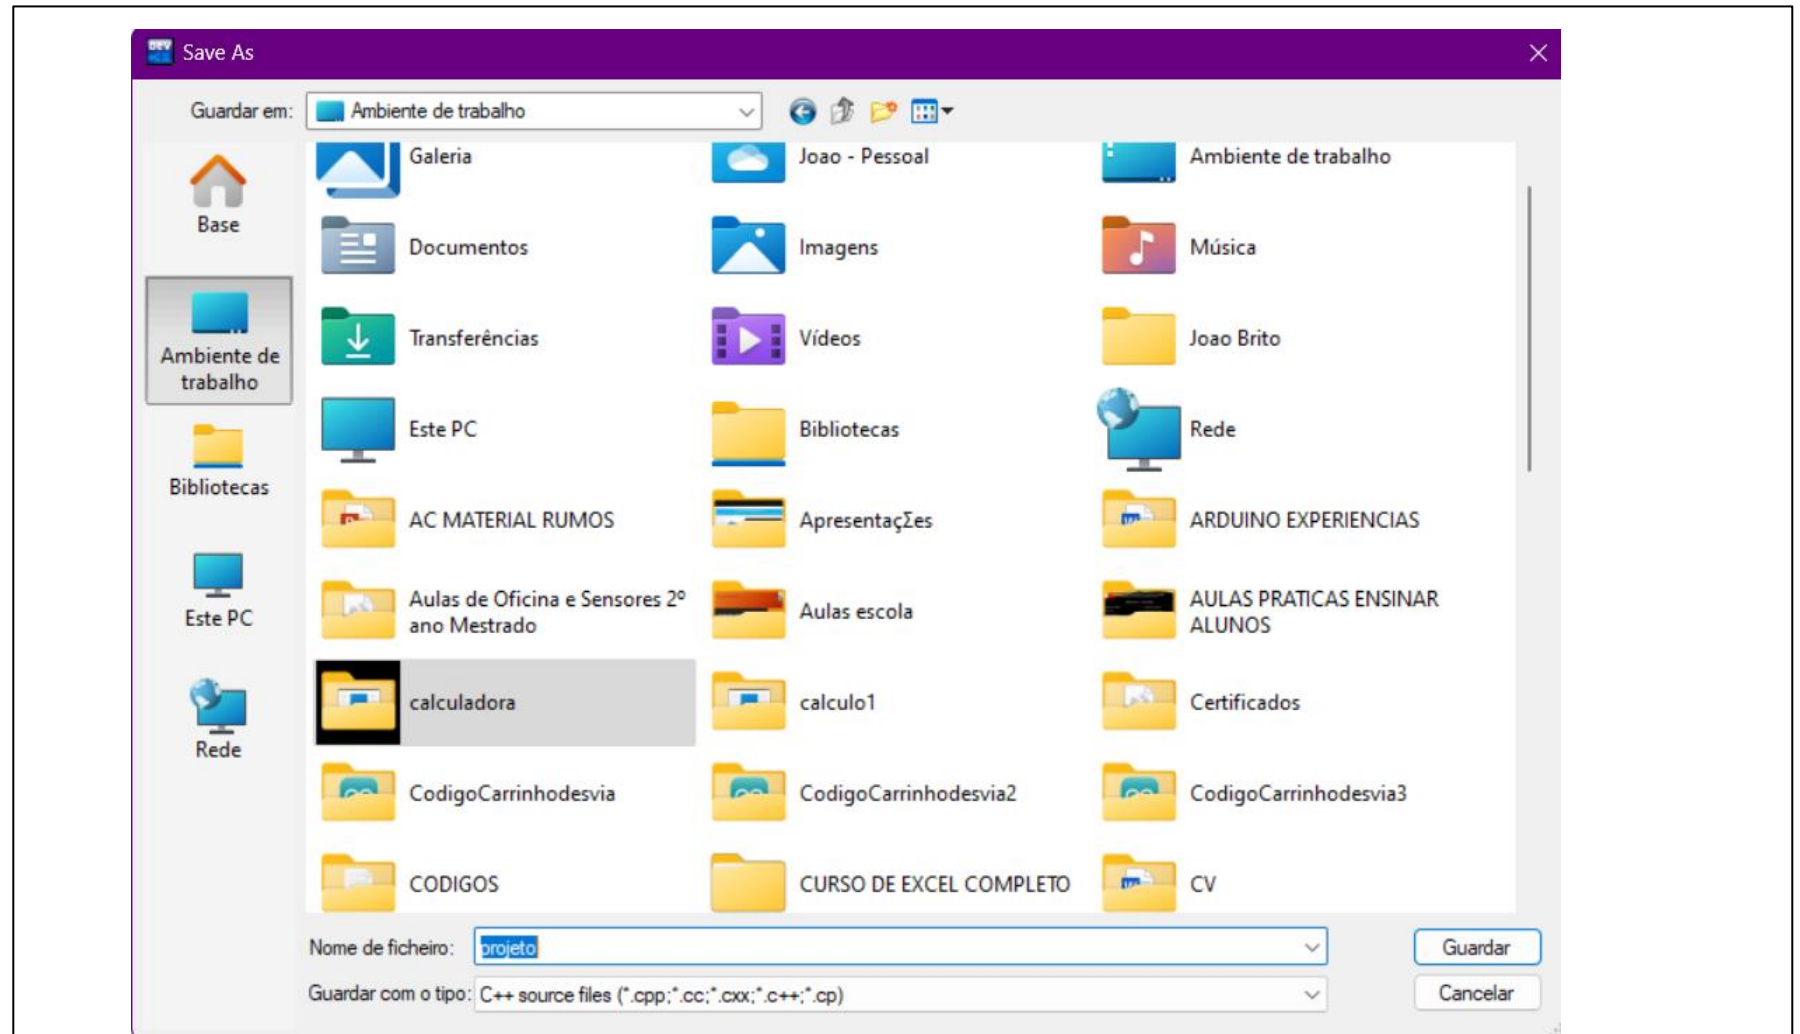 Save As
Guardar em:
Ambiente de trabalho
Base
Ambiente de
trabalho
Bibliotecas
Este PC
Rede
Galeria
Joao - Pessoal
Ambiente de trabalho
Documentos
Imagens
Música
Transferências
Vídeos
Joao Brito
Este PC
Bibliotecas
Rede
AC MATERIAL RUMOS
ApresentaçΣes
ARDUINO EXPERIENCIAS
Aulas de Oficina e Sensores 2º
ano Mestrado
Aulas escola
AULAS PRATICAS ENSINAR
ALUNOS
calculadora
calculo1
Certificados
CodigoCarrinhodesvia
CodigoCarrinhodesvia2
CodigoCarrinhodesvia3
CODIGOS
CURSO DE EXCEL COMPLETO
CV
Nome de ficheiro:
projeto
Guardar
Guardar com o tipo:
C++ source files (*.cpp;*.cc;*.cxx;*.c++;*.cp)
Cancelar